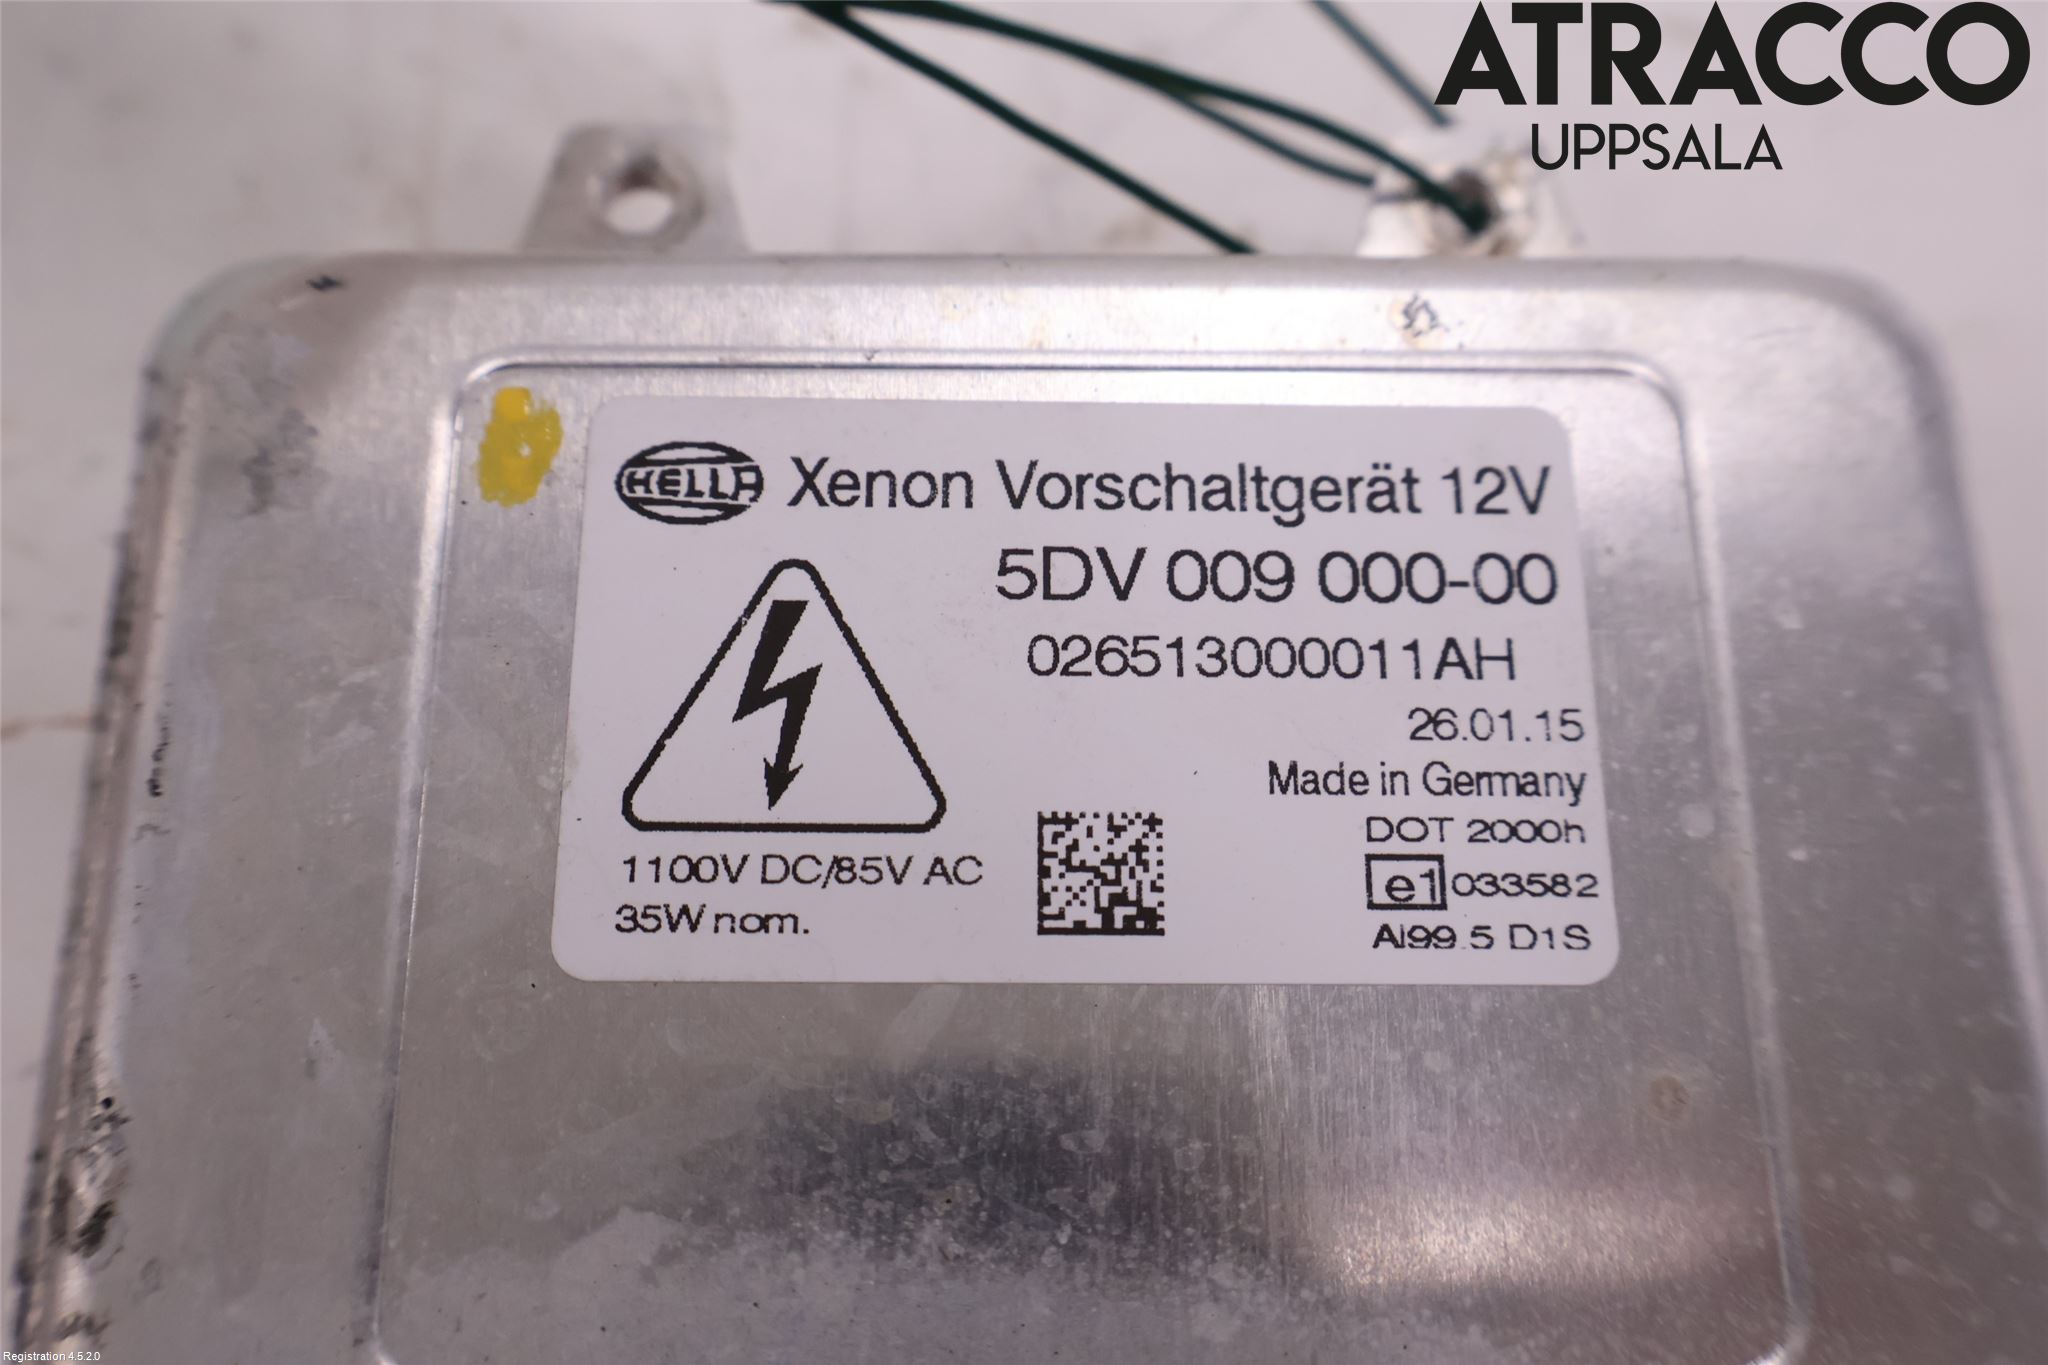 ATRACCO
UPPSALA
HELLA Xenon Vorschaltgerät 12V
5DV 009 000-00
026513000011AH
26.01.15
Made in Germany
DOT 2000h
e1 033582
AI99.5 D1S
1100V DC/85V AC
35W nom.
Registration 4.5.2.0